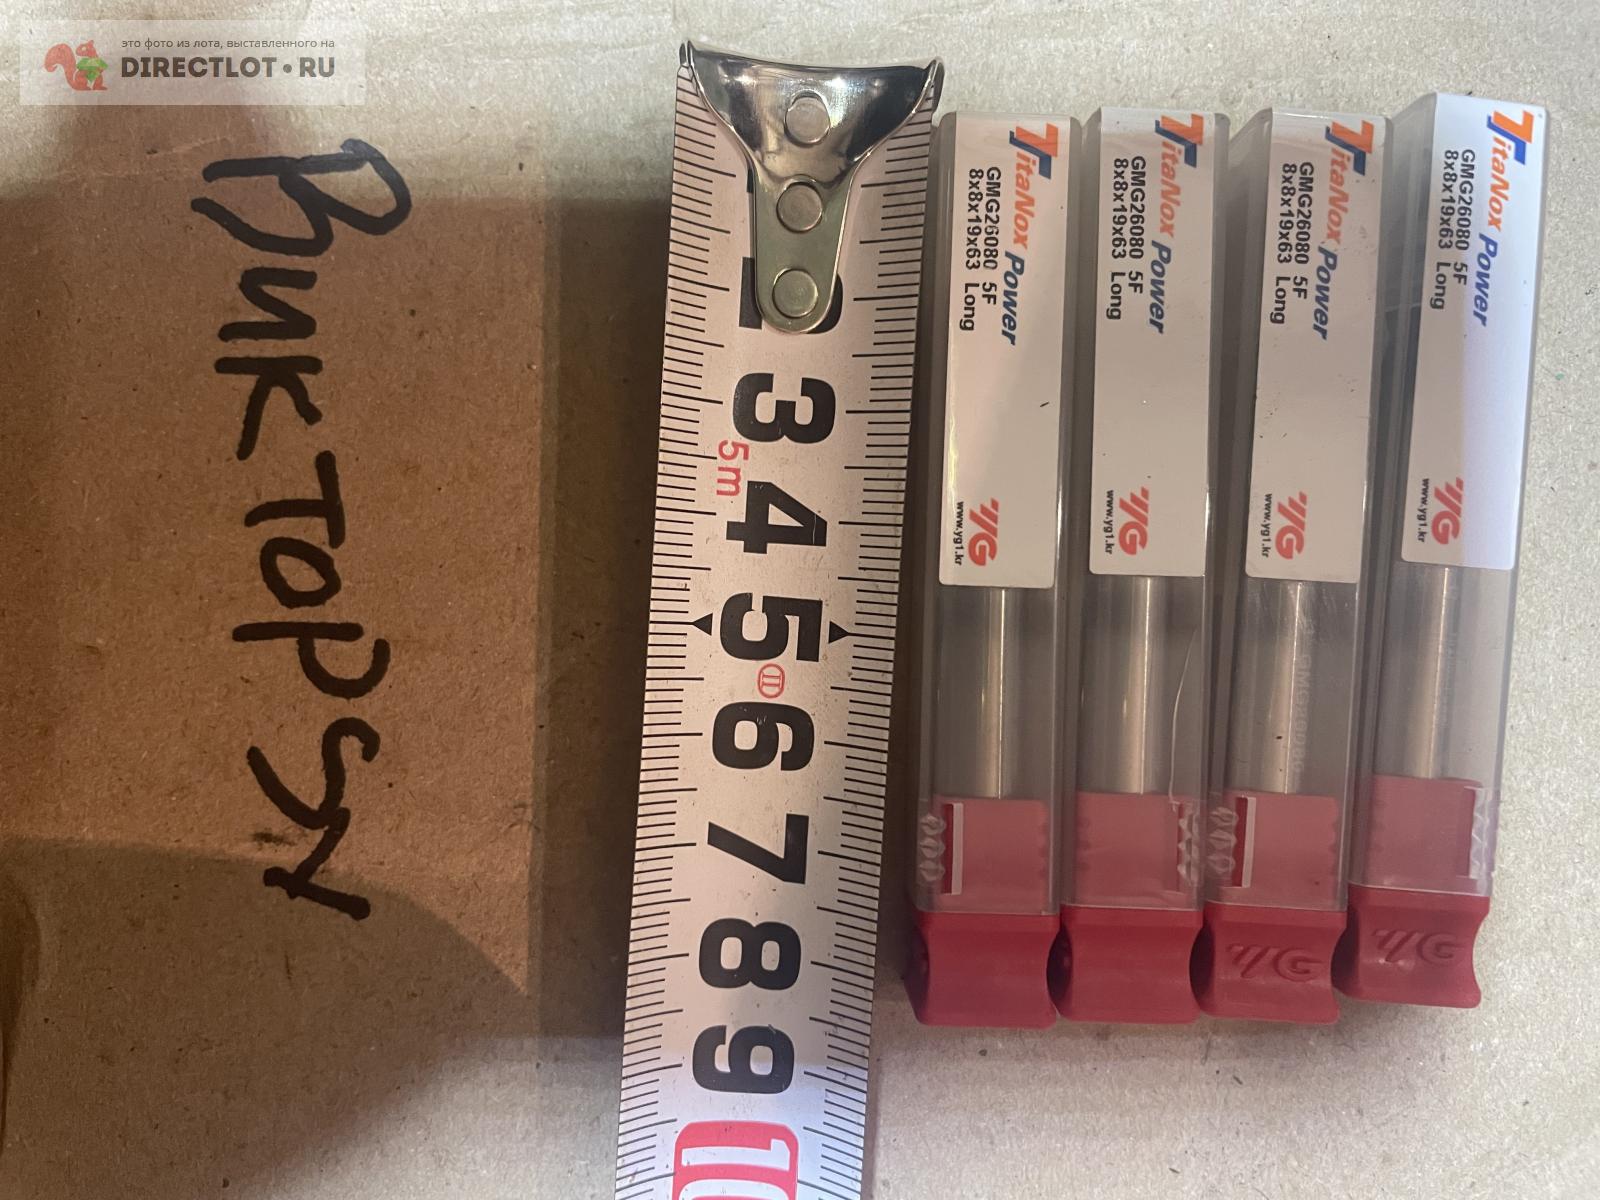 это фото из лота, выставленного на
DIRECTLOT.RU
Виктор SN
2
3
5m
4
5
6
7
8
9
10
TitaNox Power
GMG26080 5F
8x8x19x63 Long
YG
www.yg1.kr
TitaNox Power
GMG26080 5F
8x8x19x63 Long
YG
www.yg1.kr
TitaNox Power
GMG26080 5F
8x8x19x63 Long
YG
www.yg1.kr
YG
TitaNox Power
GMG26080 5F
8x8x19x63 Long
YG
www.yg1.kr
YG